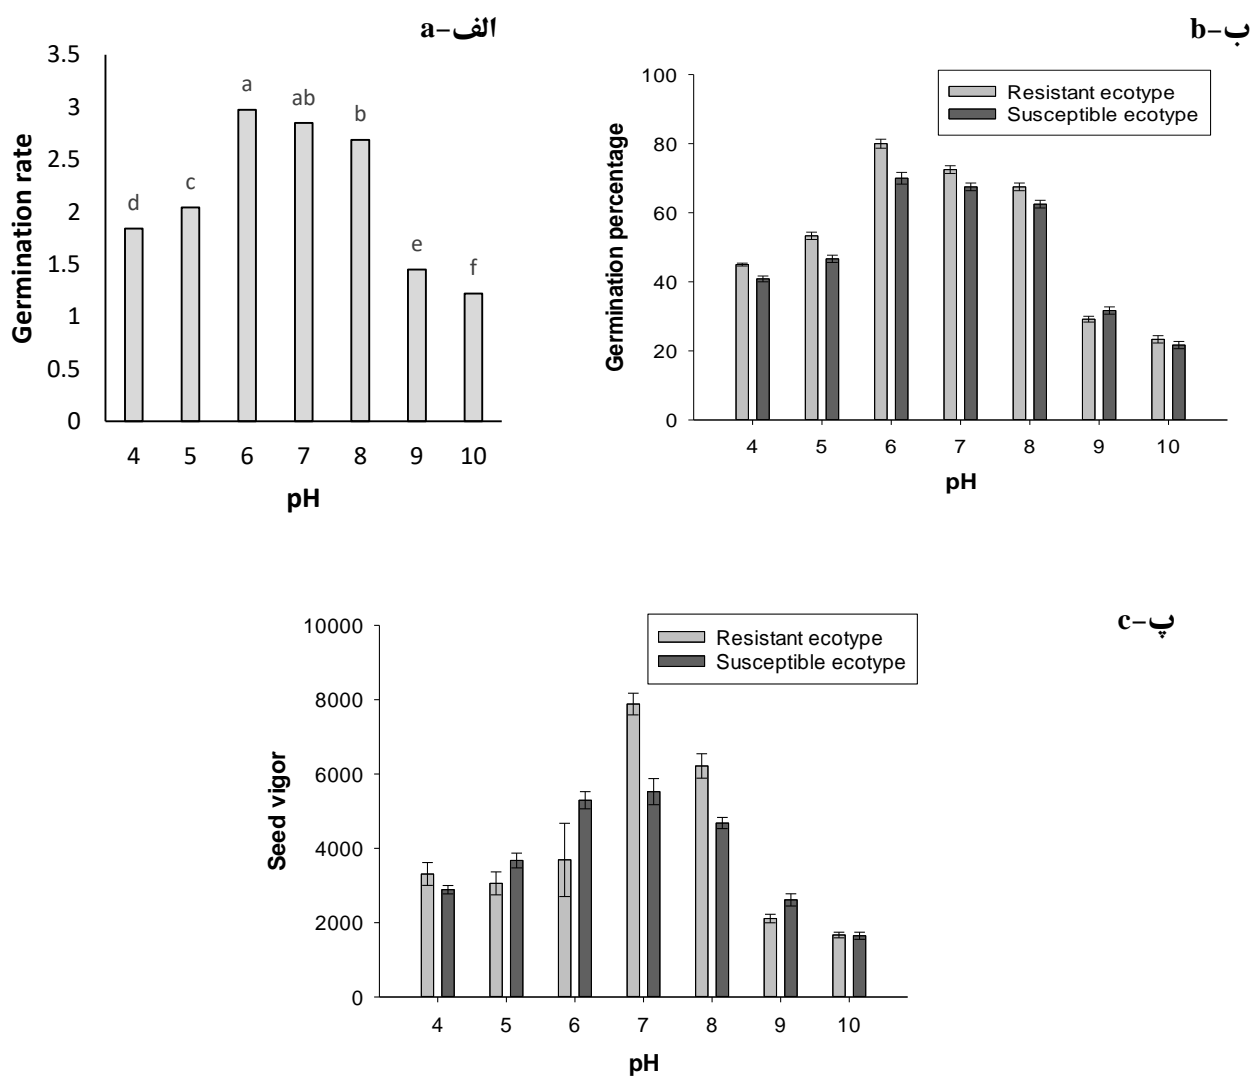 a-الف
3.5
3
2.5
2
1.5
1
0.5
0
Germination rate
d
c
a
ab
b
e
f
4 5 6 7 8 9 10
pH
b-ب
100
80
60
40
20
0
Germination percentage
Resistant ecotype
Susceptible ecotype
4 5 6 7 8 9 10
pH
c-پ
10000
8000
6000
4000
2000
0
Seed vigor
Resistant ecotype
Susceptible ecotype
4 5 6 7 8 9 10
pH